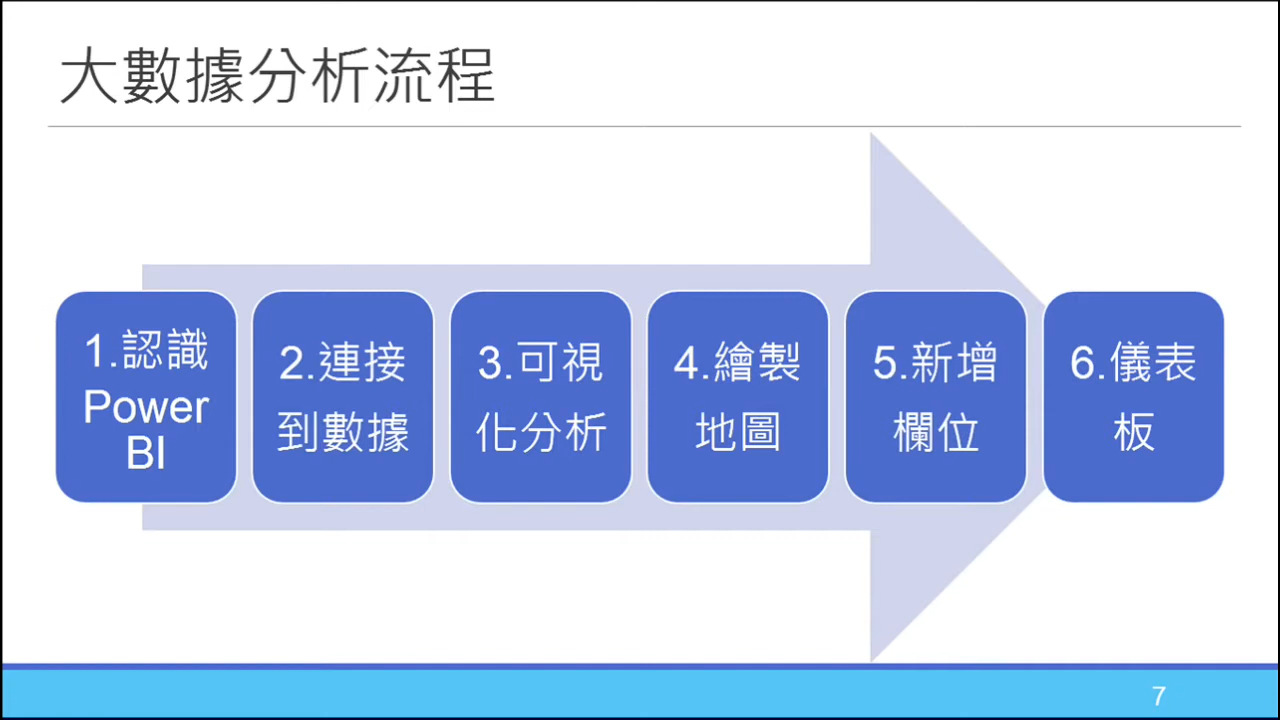 大數據分析流程
1.認識
Power
BI
2.連接
到數據
3.可視
化分析
4.繪製
地圖
5.新增
欄位
6.儀表
板
7